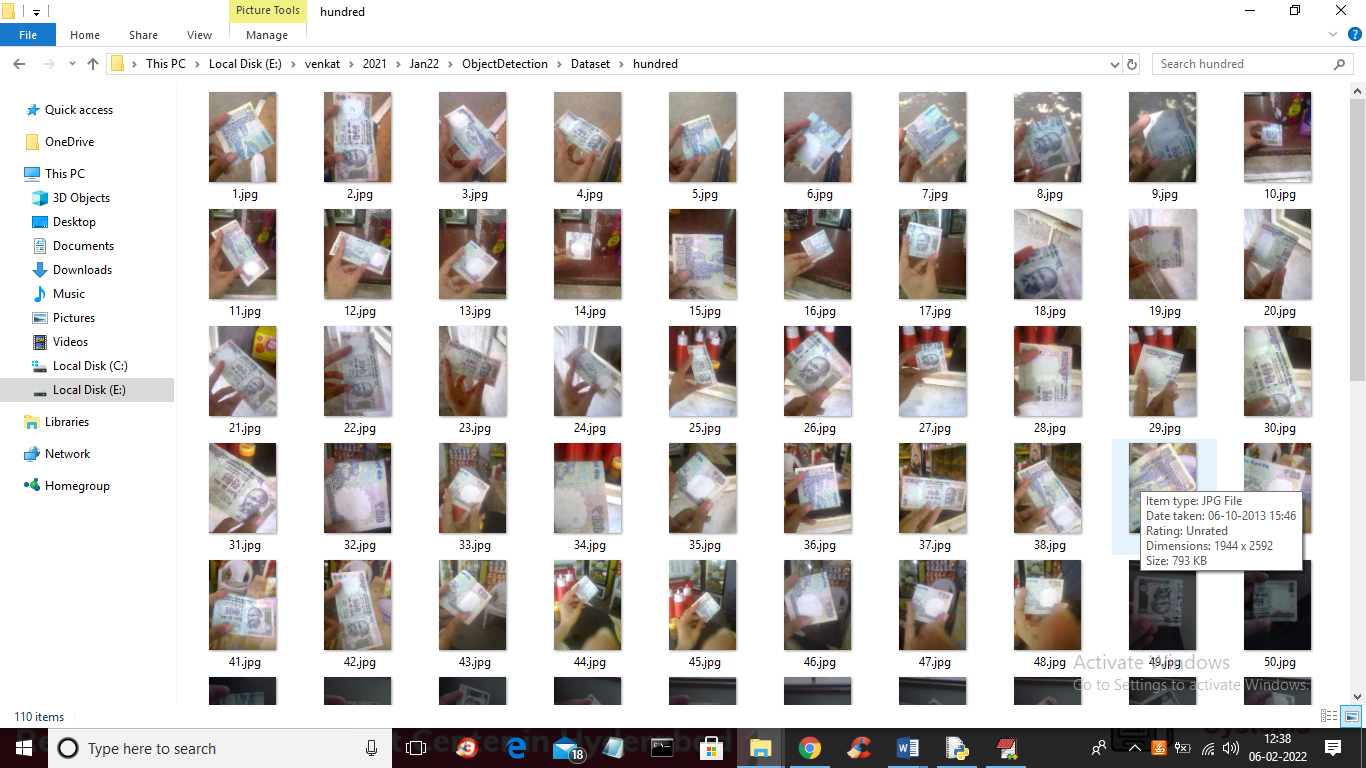 Picture Tools hundred
File Home Share View Manage
This PC Local Disk (E:) venkat 2021 Jan22 ObjectDetection Dataset hundred Search hundred
Quick access
OneDrive
This PC
3D Objects
Desktop
Documents
Downloads
Music
Pictures
Videos
Local Disk (C:)
Local Disk (E:)
Libraries
Network
Homegroup
1.jpg 2.jpg 3.jpg 4.jpg 5.jpg 6.jpg 7.jpg 8.jpg 9.jpg 10.jpg
11.jpg 12.jpg 13.jpg 14.jpg 15.jpg 16.jpg 17.jpg 18.jpg 19.jpg 20.jpg
21.jpg 22.jpg 23.jpg 24.jpg 25.jpg 26.jpg 27.jpg 28.jpg 29.jpg 30.jpg
31.jpg 32.jpg 33.jpg 34.jpg 35.jpg 36.jpg 37.jpg 38.jpg
Item type: JPG File
Date taken: 06-10-2013 15:46
Rating: Unrated
Dimensions: 1944 x 2592
Size: 793 KB
41.jpg 42.jpg 43.jpg 44.jpg 45.jpg 46.jpg 47.jpg 48.jpg 49.jpg 50.jpg
Activate Windows
Go to Settings to activate Windows.
110 items
Type here to search
18
12:38
06-02-2022